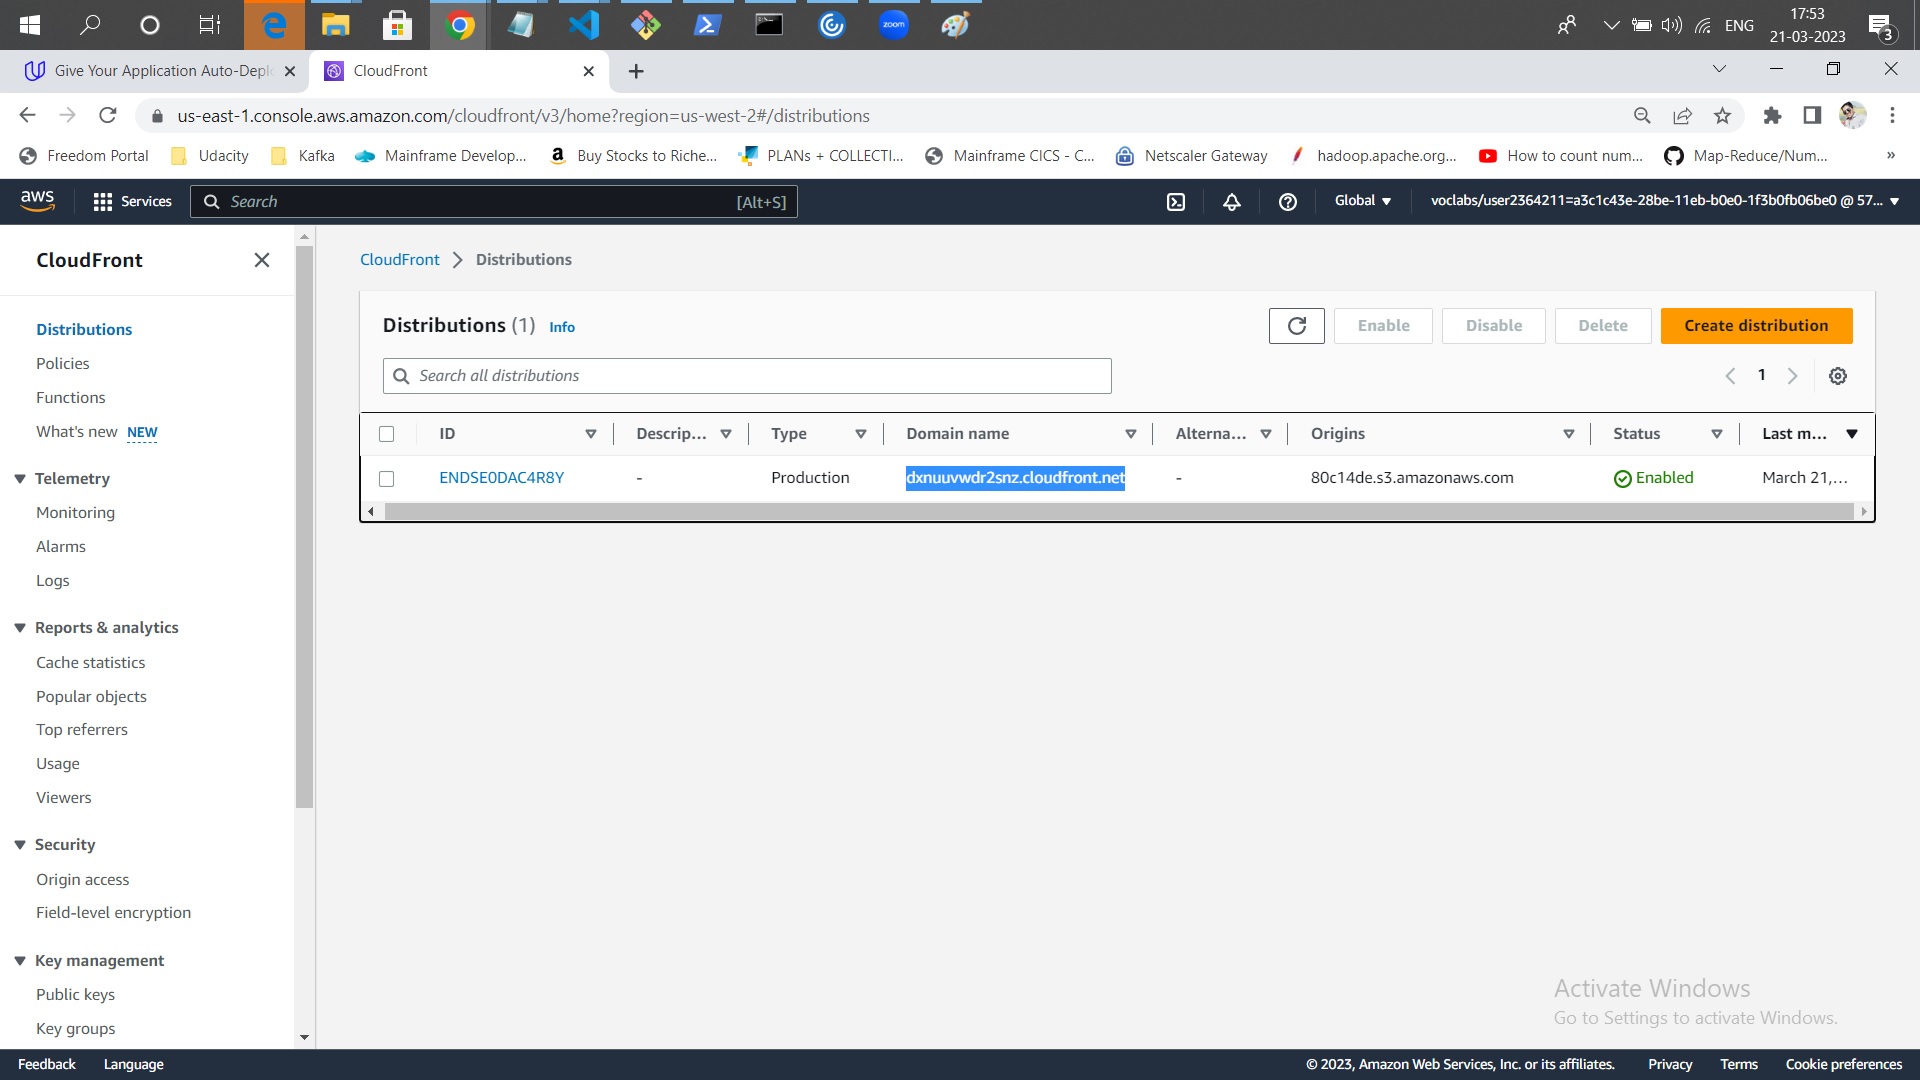 zoom
ENG
17:53
21-03-2023
3
Give Your Application Auto-Depl
CloudFront
us-east-1.console.aws.amazon.com/cloudfront/v3/home?region=us-west-2#/distributions
Freedom Portal
Udacity
Kafka
Mainframe Develop...
Buy Stocks to Riche...
PLANs + COLLECTI...
Mainframe CICS - C...
Netscaler Gateway
hadoop.apache.org...
How to count num...
Map-Reduce/Num...
»
aws
Services
Search
[Alt+S]
Global
voclabs/user2364211=a3c1c43e-28be-11eb-b0e0-1f3b0fb06be0 @ 57...
CloudFront
Distributions
Policies
Functions
What's new NEW
Telemetry
Monitoring
Alarms
Logs
Reports & analytics
Cache statistics
Popular objects
Top referrers
Usage
Viewers
Security
Origin access
Field-level encryption
Key management
Public keys
Key groups
CloudFront > Distributions
Distributions (1) Info
Enable
Disable
Delete
Create distribution
Search all distributions
1
ID
Descrip...
Type
Domain name
Alterna...
Origins
Status
Last m...
ENDSE0DAC4R8Y
-
Production
dxnuuvwdr2snz.cloudfront.net
-
80c14de.s3.amazonaws.com
Enabled
March 21,...
Activate Windows
Go to Settings to activate Windows.
Feedback
Language
© 2023, Amazon Web Services, Inc. or its affiliates.
Privacy
Terms
Cookie preferences